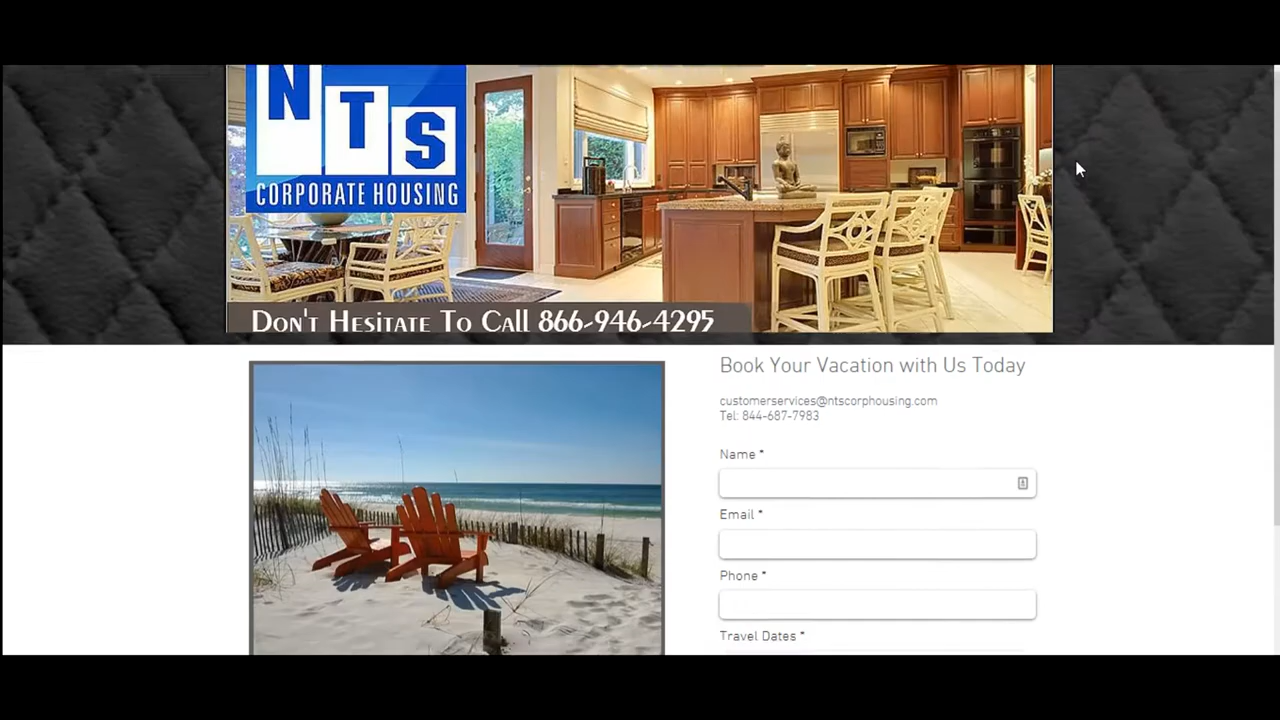 NTS
CORPORATE HOUSING
Don't Hesitate To Call 866-946-4295
Book Your Vacation with Us Today
customerservices@ntscorphousing.com
Tel: 844-687-7983
Name *
Email *
Phone *
Travel Dates *